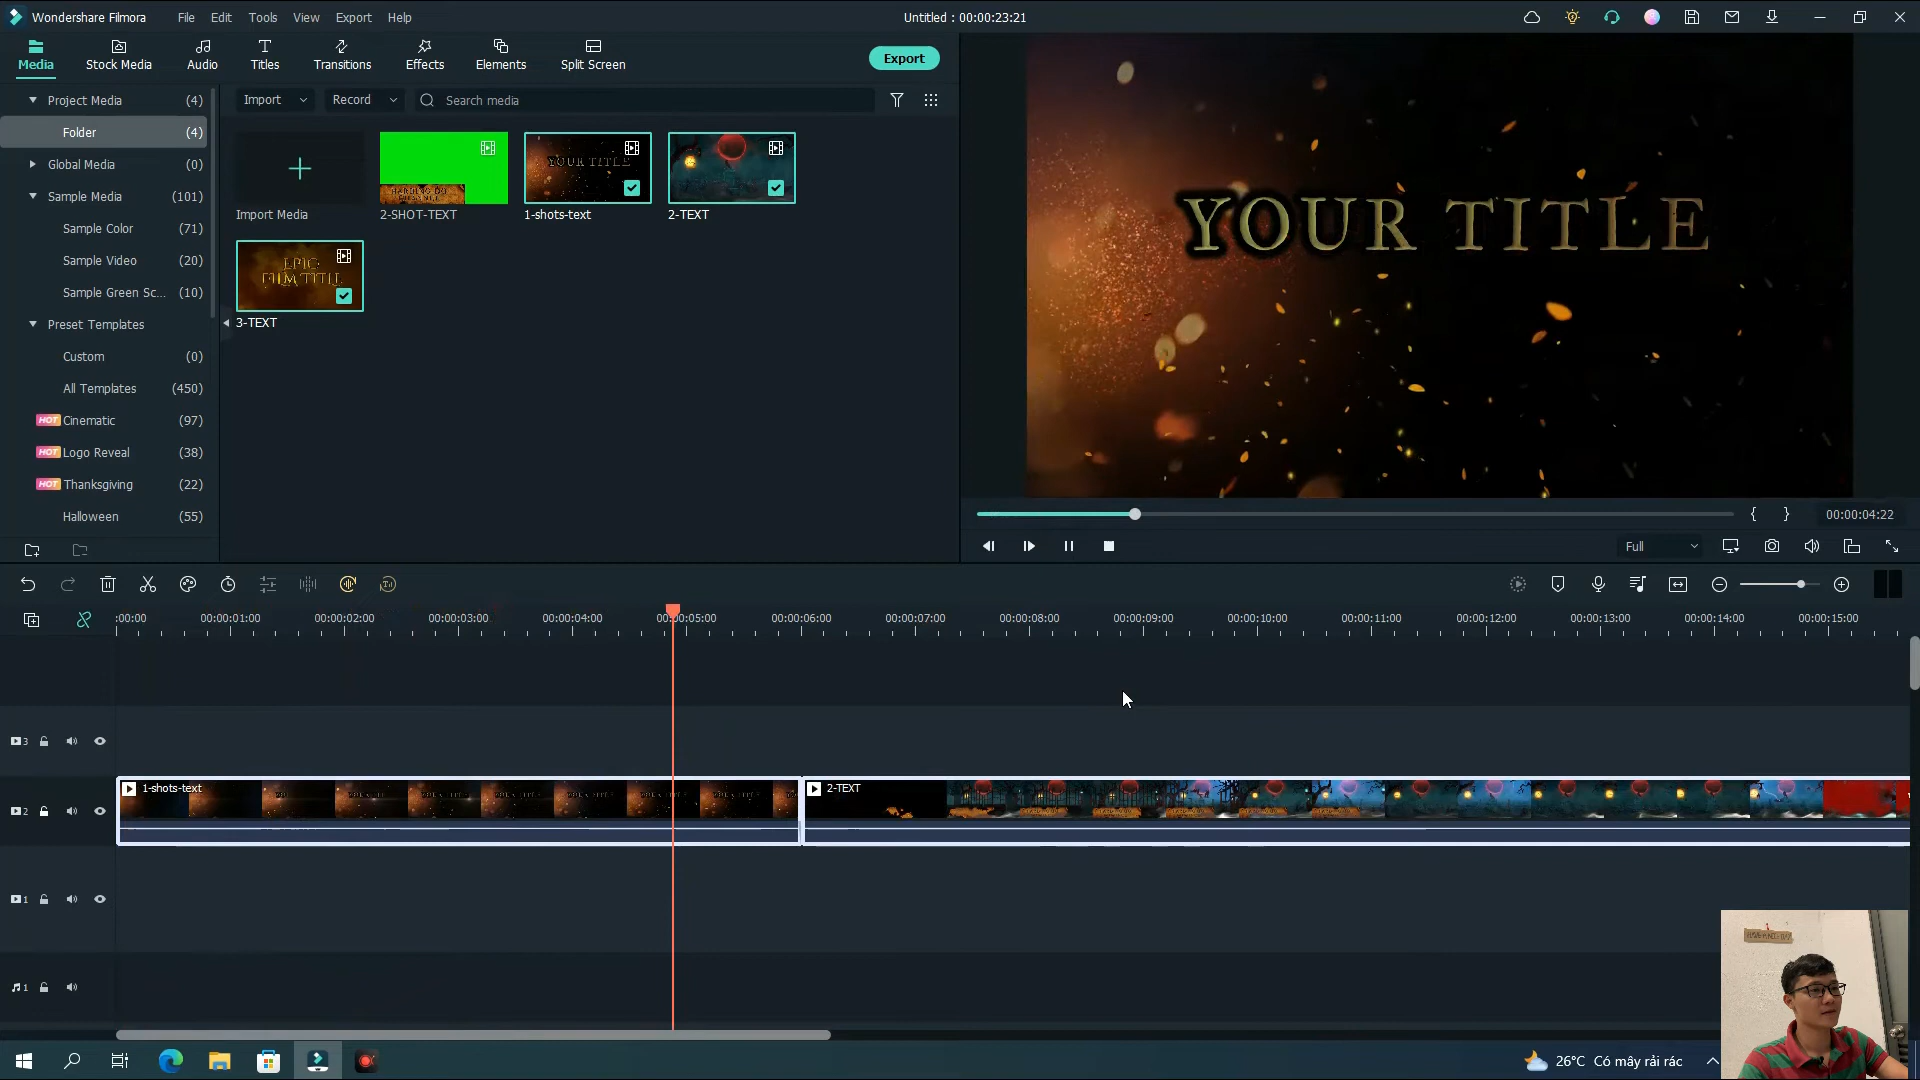 Wondershare Filmora File Edit Tools View Export Help Untitled : 00:00:23:21
Media Stock Media Audio Titles Transitions Effects Elements Split Screen Export
Project Media (4)
Folder (4)
Global Media (0)
Sample Media (101)
Sample Color (71)
Sample Video (20)
Sample Green Sc... (10)
Preset Templates
Custom (0)
All Templates (450)
HOT Cinematic (97)
HOT Logo Reveal (38)
HOT Thanksgiving (22)
Halloween (55)
Import Record Search media
YOUR TITLE
Import Media 2-SHOT-TEXT 1-shots-text 2-TEXT
EPIC
FILM TITLE
3-TEXT
YOUR TITLE
{ } 00:00:04:22
Full
:00:00 00:00:01:00 00:00:02:00 00:00:03:00 00:00:04:00 00:00:05:00 00:00:06:00 00:00:07:00 00:00:08:00 00:00:09:00 00:00:10:00 00:00:11:00 00:00:12:00 00:00:13:00 00:00:14:00 00:00:15:00
3
2
1-shots-text 2-TEXT
1
1
26°C Có mây rải rác